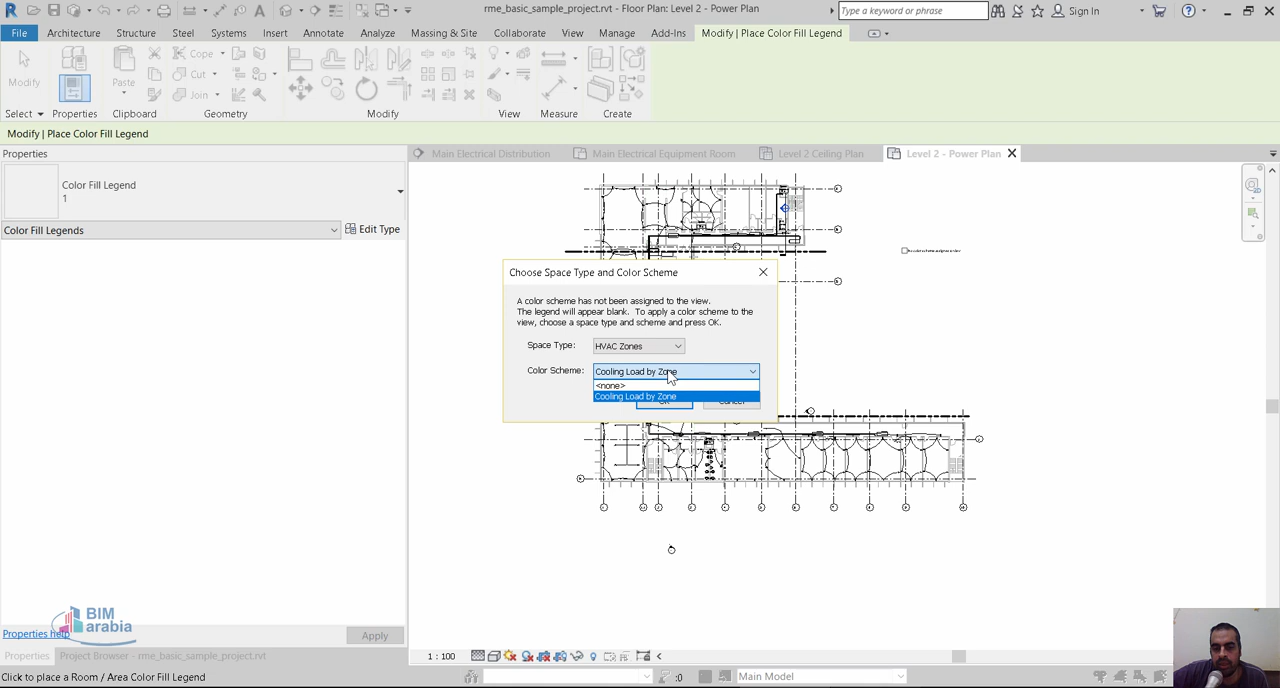 rme_basic_sample_project.rvt - Floor Plan: Level 2 - Power Plan
Type a keyword or phrase
Sign In
File Architecture Structure Steel Systems Insert Annotate Analyze Massing & Site Collaborate View Manage Add-Ins Modify | Place Color Fill Legend
Modify
Paste
Cope
Cut
Join
Select Properties Clipboard Geometry Modify View Measure Create
Modify | Place Color Fill Legend
Properties
Main Electrical Distribution
Main Electrical Equipment Room
Level 2 Ceiling Plan
Level 2 - Power Plan
Color Fill Legend
1
Color Fill Legends
Edit Type
Choose Space Type and Color Scheme
A color scheme has not been assigned to the view.
The legend will appear blank. To apply a color scheme to the
view, choose a space type and scheme and press OK.
Space Type:
HVAC Zones
Color Scheme:
Cooling Load by Zone
<none>
Cooling Load by Zone
OK
Cancel
BIM
arabia
Properties help
Apply
Properties
Project Browser - rme_basic_sample_project.rvt
1 : 100
Click to place a Room / Area Color Fill Legend
:0
Main Model